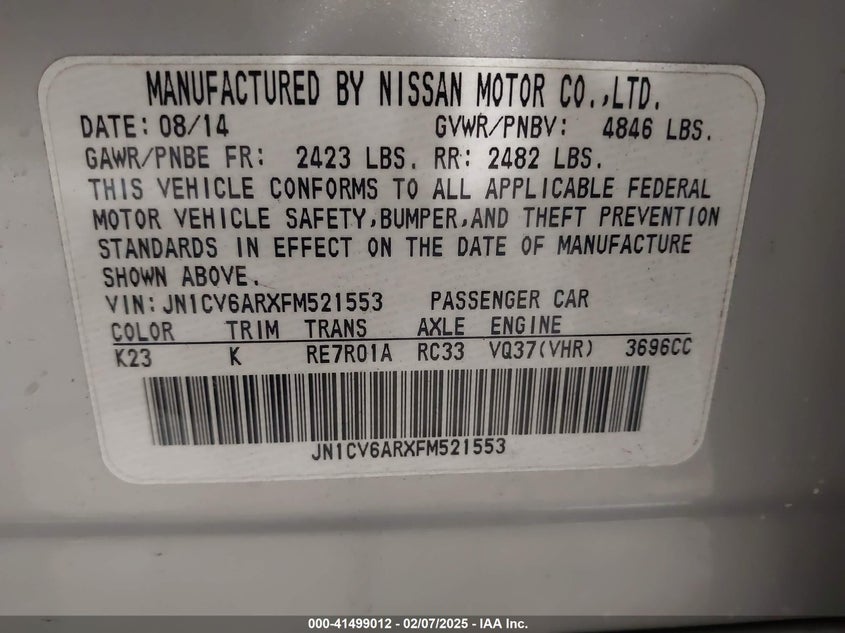 MANUFACTURED BY NISSAN MOTOR CO.,LTD.
DATE: 08/14 GVWR/PNBV: 4846 LBS.
GAWR/PNBE FR: 2423 LBS. RR: 2482 LBS.
THIS VEHICLE CONFORMS TO ALL APPLICABLE FEDERAL
MOTOR VEHICLE SAFETY,BUMPER,AND THEFT PREVENTION
STANDARDS IN EFFECT ON THE DATE OF MANUFACTURE
SHOWN ABOVE.
VIN:JN1CV6ARXFM521553 PASSENGER CAR
COLOR TRIM TRANS AXLE ENGINE
K23 K RE7R01A RC33 VQ37(VHR) 3696CC
JN1CV6ARXFM521553
000-41499012 - 02/07/2025 - IAA Inc.